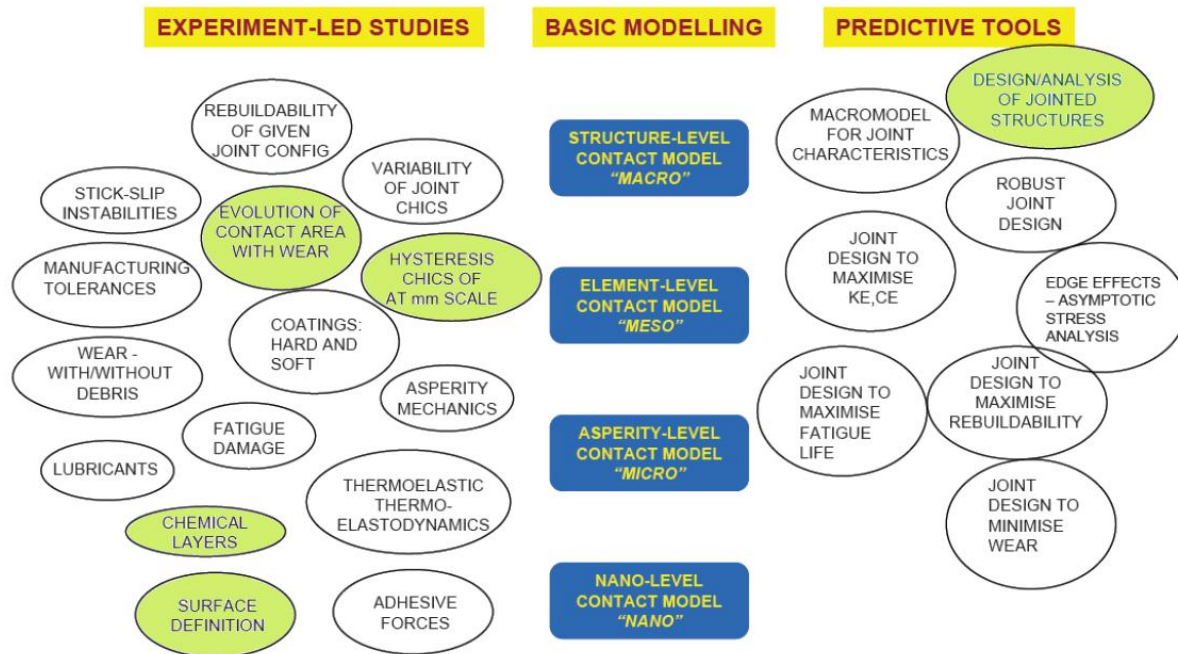 EXPERIMENT-LED STUDIES
BASIC MODELLING
PREDICTIVE TOOLS
REBUILDABILITY
OF GIVEN
JOINT CONFIG
VARIABILITY
OF JOINT
CHICS
STICK-SLIP
INSTABILITIES
EVOLUTION OF
CONTACT AREA
WITH WEAR
HYSTERESIS
CHICS OF
AT mm SCALE
MANUFACTURING
TOLERANCES
COATINGS:
HARD AND
SOFT
WEAR -
WITH/WITHOUT
DEBRIS
ASPERITY
MECHANICS
FATIGUE
DAMAGE
LUBRICANTS
THERMOELASTIC
THERMO-
ELASTODYNAMICS
CHEMICAL
LAYERS
SURFACE
DEFINITION
ADHESIVE
FORCES
STRUCTURE-LEVEL
CONTACT MODEL
"MACRO"
ELEMENT-LEVEL
CONTACT MODEL
"MESO"
ASPERITY-LEVEL
CONTACT MODEL
"MICRO"
NANO-LEVEL
CONTACT MODEL
"NANO"
DESIGN/ANALYSIS
OF JOINTED
STRUCTURES
MACROMODEL
FOR JOINT
CHARACTERISTICS
ROBUST
JOINT
DESIGN
JOINT
DESIGN TO
MAXIMISE
KE,CE
EDGE EFFECTS
– ASYMPTOTIC
STRESS
ANALYSIS
JOINT
DESIGN TO
MAXIMISE
FATIGUE
LIFE
JOINT
DESIGN TO
MAXIMISE
REBUILDABILITY
JOINT
DESIGN TO
MINIMISE
WEAR